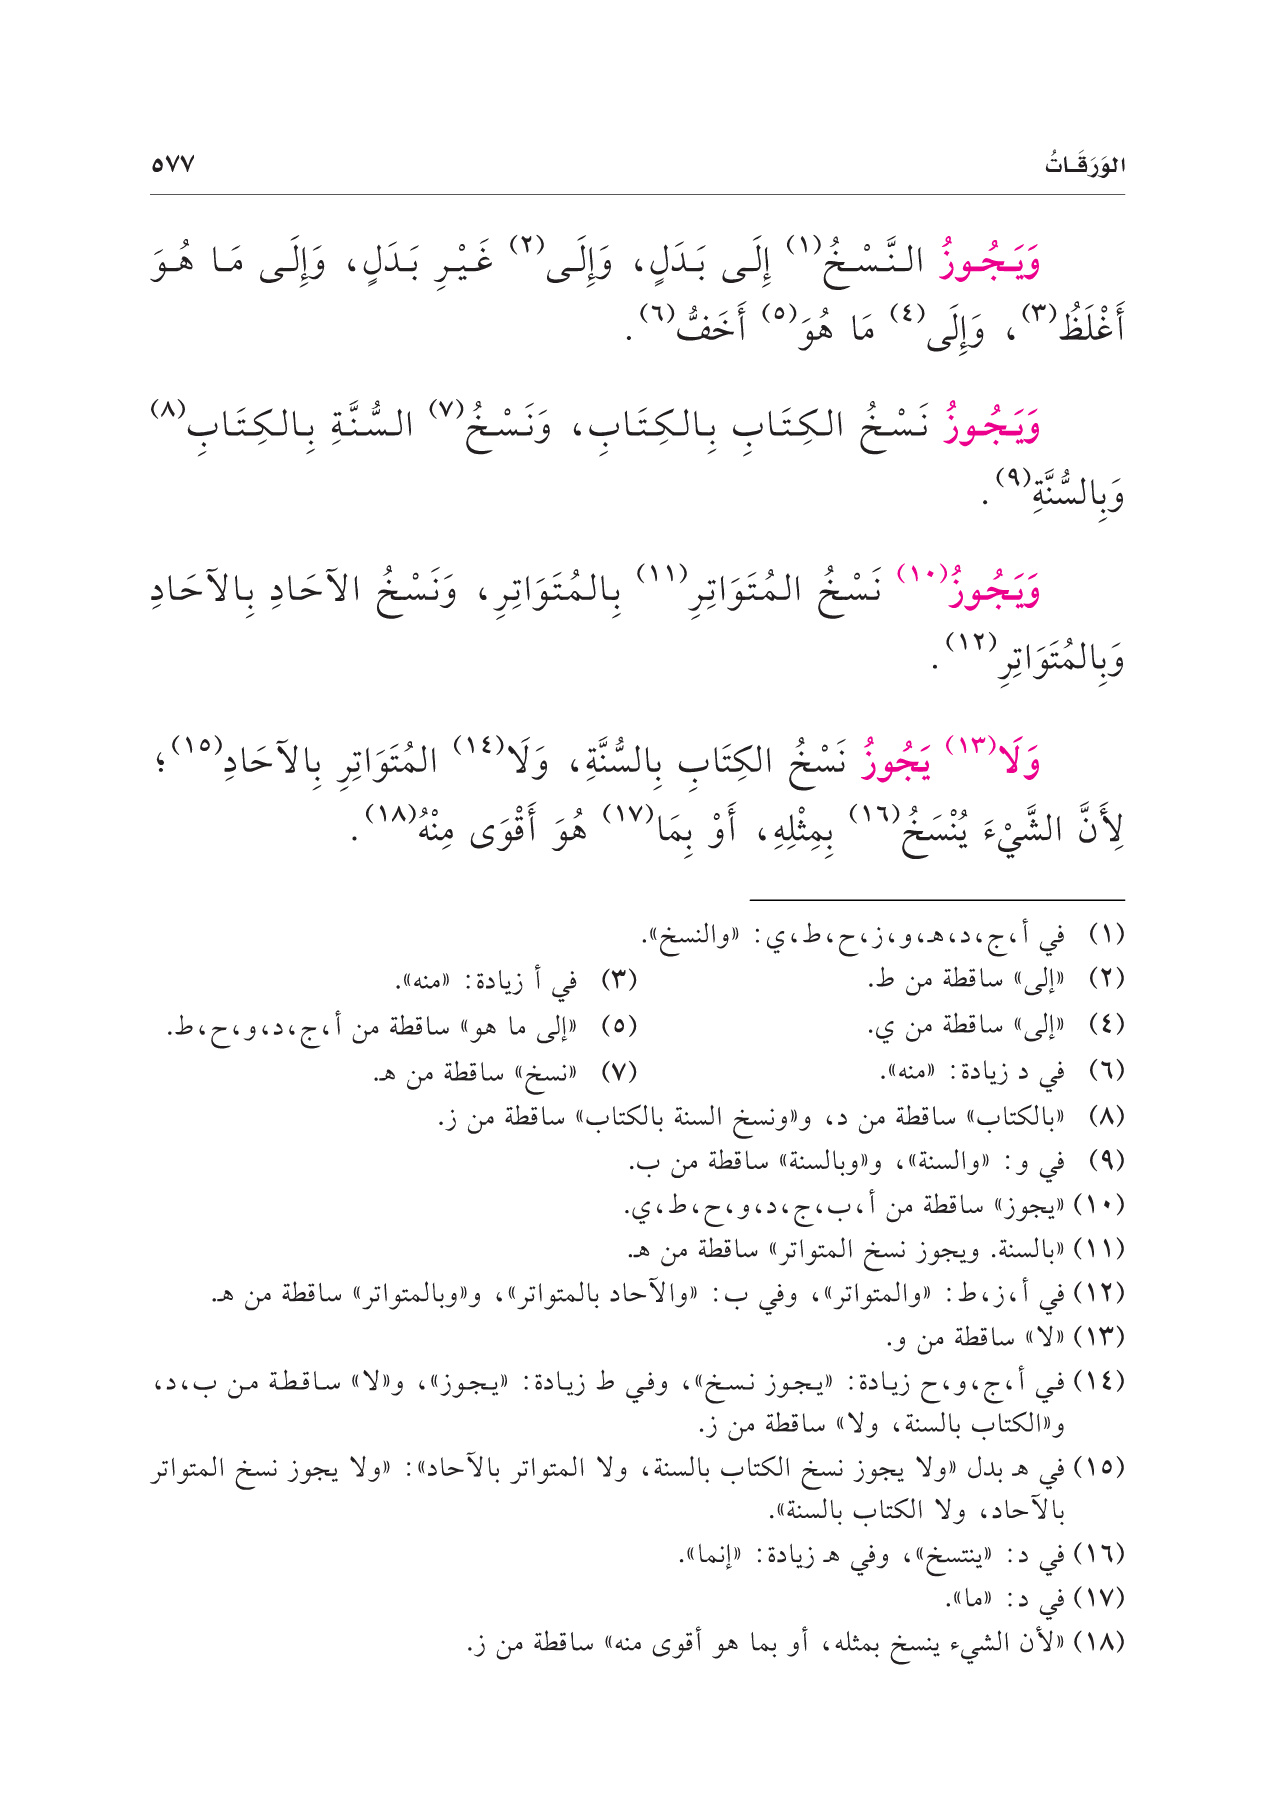 الوَرَقَاتُ ٥٧٧
وَيَجُوزُ النَّسْخُ(١) إِلَى بَدَلٍ، وَإِلَى(٢) غَيْرِ بَدَلٍ، وَإِلَى مَا هُوَ
أَغْلَظُ(٣)، وَإِلَى(٤) مَا هُوَ(٥) أَخَفُّ(٦).
وَيَجُوزُ نَسْخُ الكِتَابِ بِالكِتَابِ، وَنَسْخُ(٧) السُّنَّةِ بِالكِتَابِ(٨)
وَبِالسُّنَّةِ(٩).
وَيَجُوزُ(١٠) نَسْخُ المُتَوَاتِرِ(١١) بِالمُتَوَاتِرِ، وَنَسْخُ الآحَادِ بِالآحَادِ
وَبِالمُتَوَاتِرِ(١٢).
وَلَا(١٣) يَجُوزُ نَسْخُ الكِتَابِ بِالسُّنَّةِ، وَلَا(١٤) المُتَوَاتِرِ بِالآحَادِ(١٥)؛
لِأَنَّ الشَّيْءَ يُنْسَخُ(١٦) بِمِثْلِهِ، أَوْ بِمَا(١٧) هُوَ أَقْوَى مِنْهُ(١٨).
(١) في أ،ج،د،هـ،و،ز،ح،ط،ي: «والنسخ».
(٢) «إلى» ساقطة من ط. (٣) في أ زيادة: «منه».
(٤) «إلى» ساقطة من ي. (٥) «إلى ما هو» ساقطة من أ،ج،د،و،ح،ط.
(٦) في د زيادة: «منه». (٧) «نسخ» ساقطة من هـ.
(٨) «بالكتاب» ساقطة من د، و«ونسخ السنة بالكتاب» ساقطة من ز.
(٩) في و: «والسنة»، و«وبالسنة» ساقطة من ب.
(١٠) «يجوز» ساقطة من أ،ب،ج،د،و،ح،ط،ي.
(١١) «بالسنة. ويجوز نسخ المتواتر» ساقطة من هـ.
(١٢) في أ،ز،ط: «والمتواتر»، وفي ب: «والآحاد بالمتواتر»، و«وبالمتواتر» ساقطة من هـ.
(١٣) «لا» ساقطة من و.
(١٤) في أ،ج،و،ح زيادة: «يجوز نسخ»، وفي ط زيادة: «يجوز»، و«لا» ساقطة من ب،د،
و«الكتاب بالسنة، ولا» ساقطة من ز.
(١٥) في هـ بدل «ولا يجوز نسخ الكتاب بالسنة، ولا المتواتر بالآحاد»: «ولا يجوز نسخ المتواتر
بالآحاد، ولا الكتاب بالسنة».
(١٦) في د: «ينتسخ»، وفي هـ زيادة: «إنما».
(١٧) في د: «ما».
(١٨) «لأن الشيء ينسخ بمثله، أو بما هو أقوى منه» ساقطة من ز.